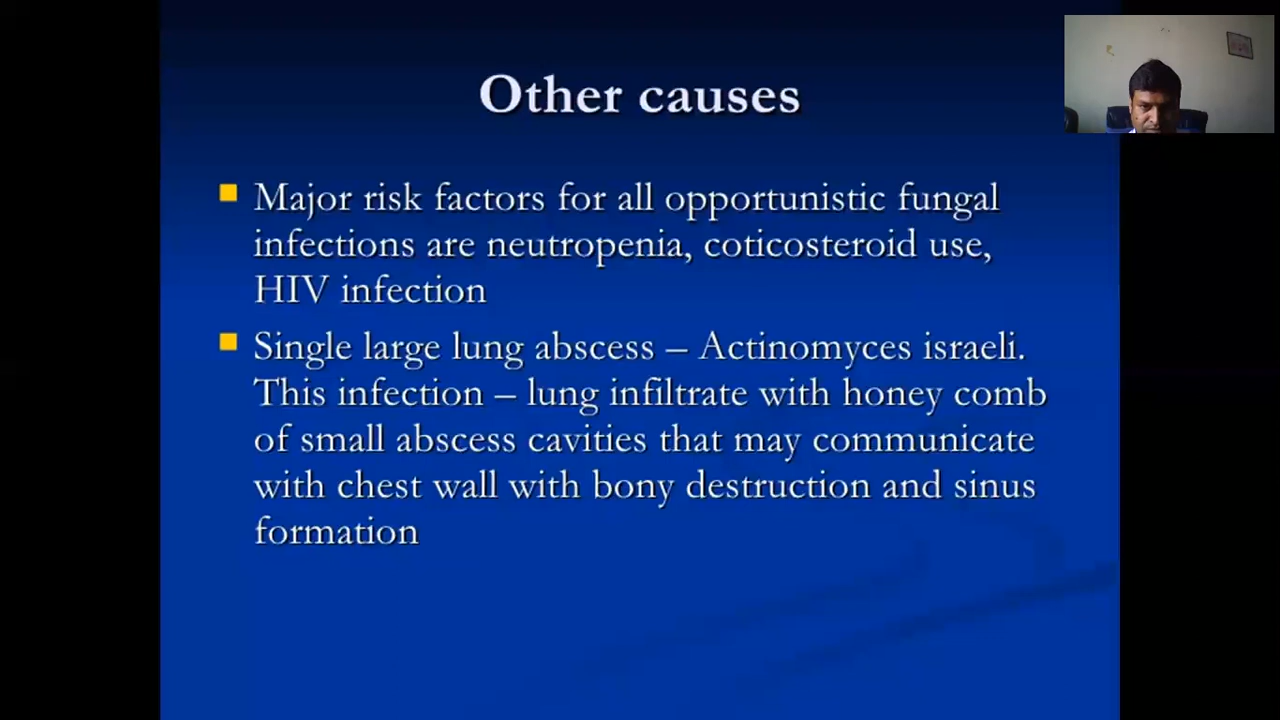 Other causes
Major risk factors for all opportunistic fungal
infections are neutropenia, coticosteroid use,
HIV infection
Single large lung abscess – Actinomyces israeli.
This infection – lung infiltrate with honey comb
of small abscess cavities that may communicate
with chest wall with bony destruction and sinus
formation